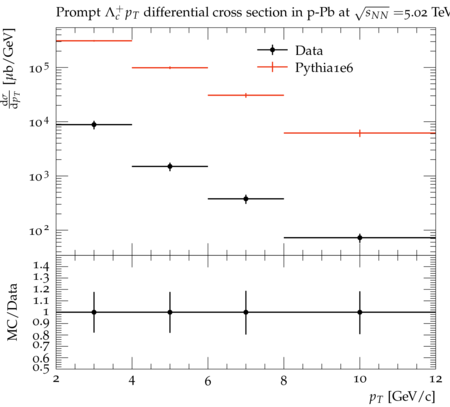 Prompt Λc+ pT differential cross section in p-Pb at √sNN =5.02 TeV
dσ/dpT [μb/GeV]
Data
Pythia1e6
10^5
10^4
10^3
10^2
MC/Data
1.4
1.3
1.2
1.1
1
0.9
0.8
0.7
0.6
0.5
2 4 6 8 10 12
pT [GeV/c]